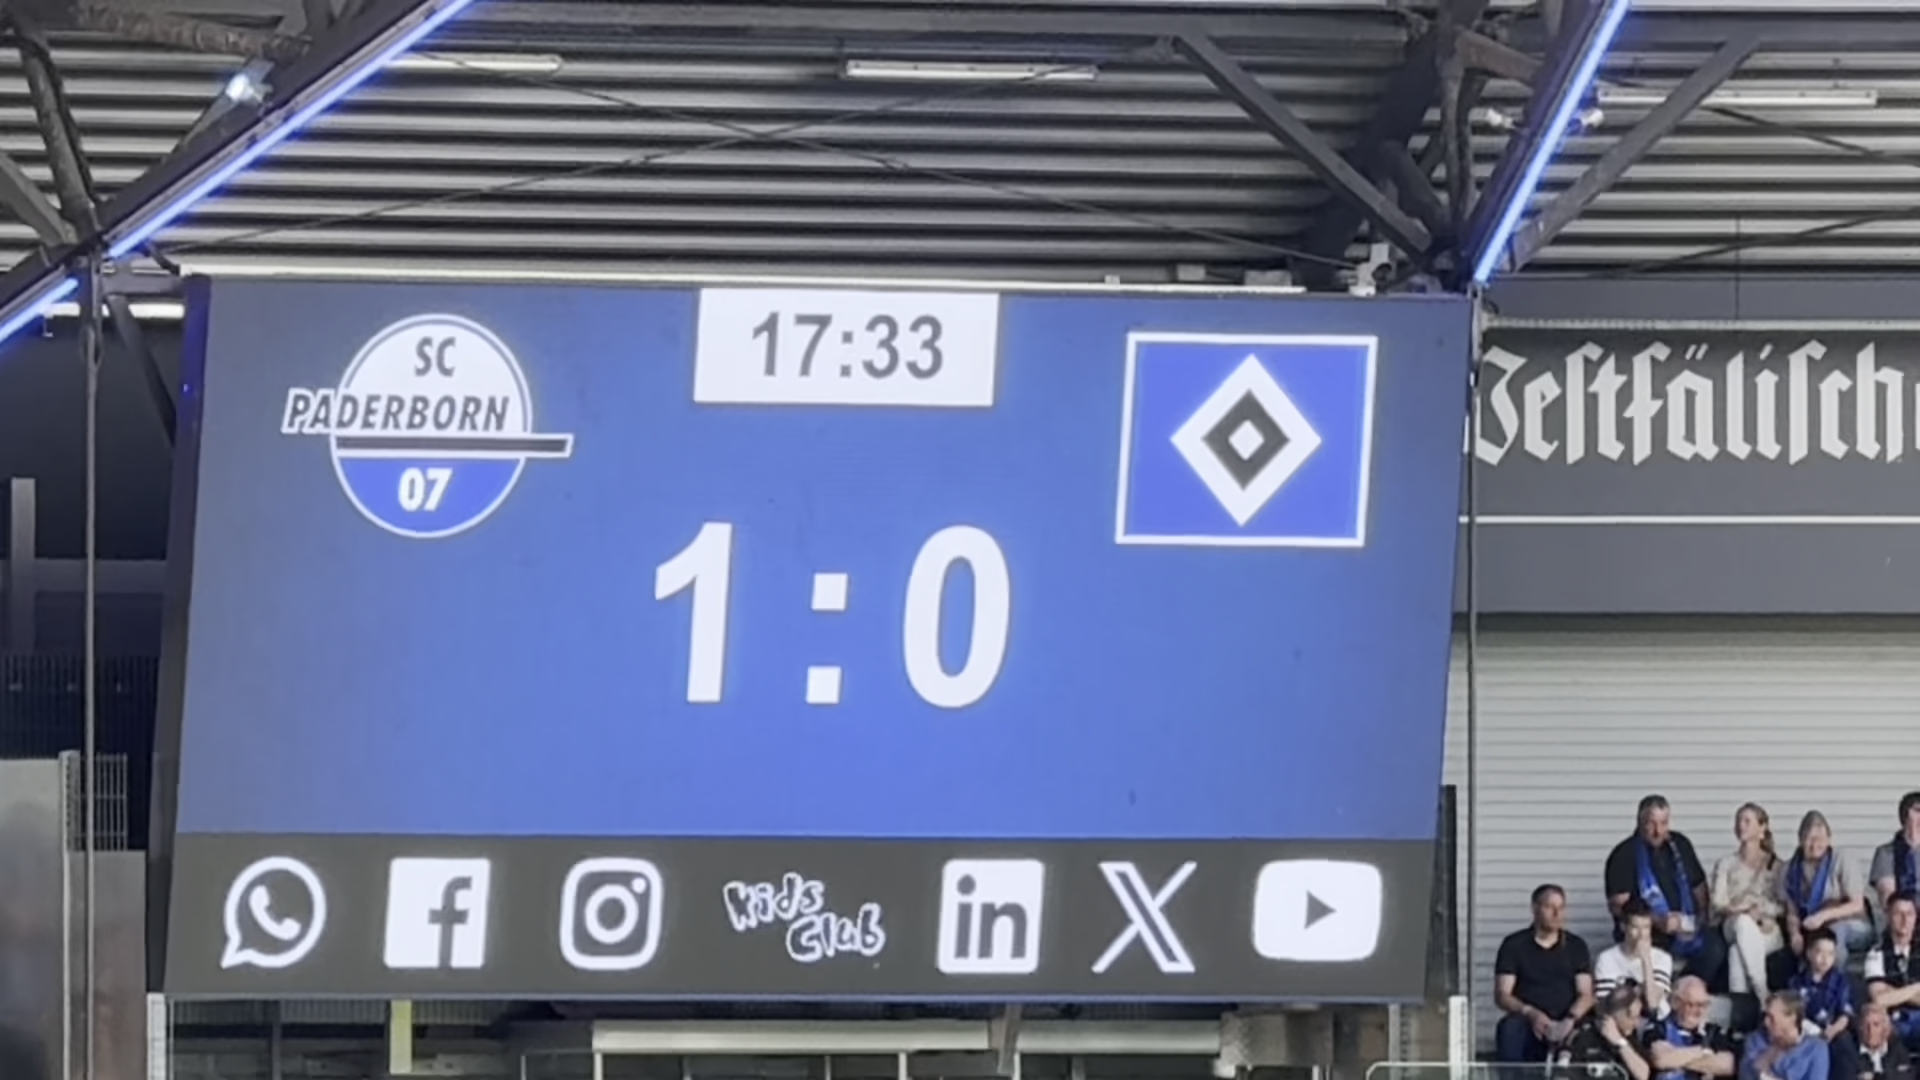 SC
PADERBORN
07
17:33
1:0
Weſtfäliſche
Kids
Club
in